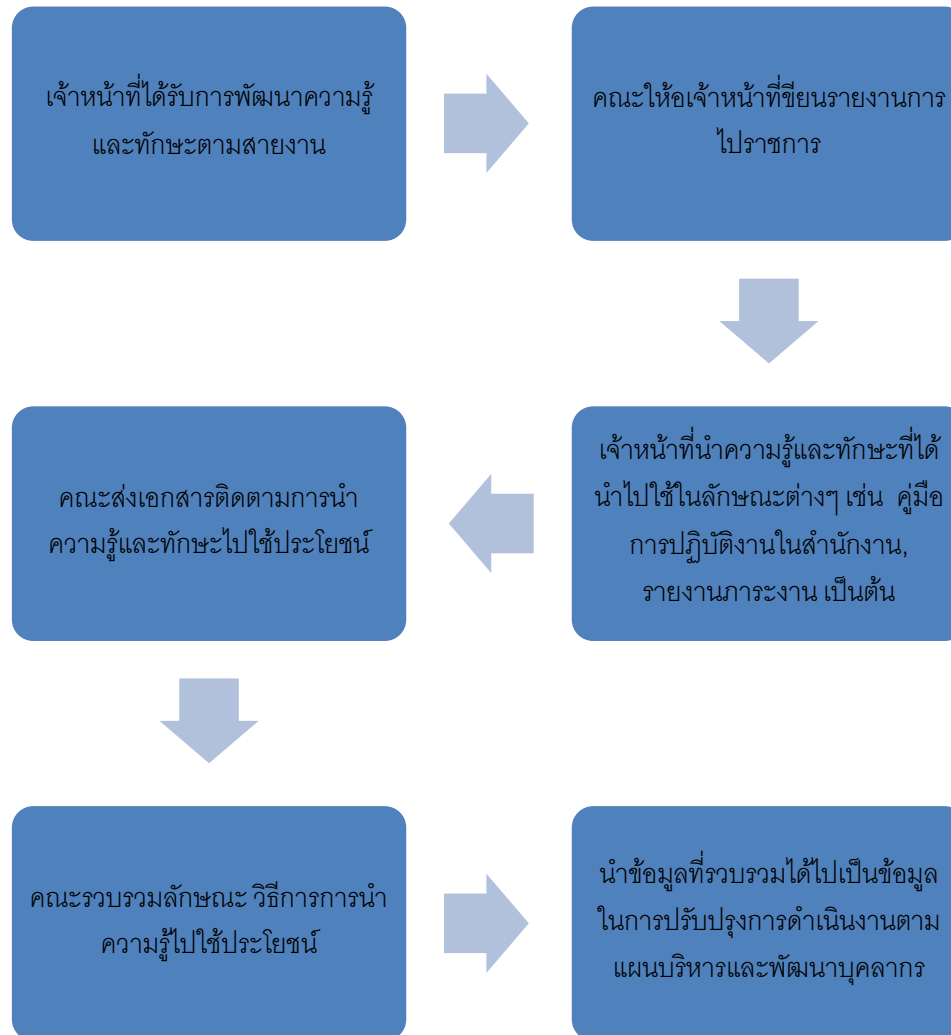 เจ้าหน้าที่ได้รับการพัฒนาความรู้
และทักษะตามสายงาน
คณะให้อเจ้าหน้าที่ขียนรายงานการ
ไปราชการ
เจ้าหน้าที่นำความรู้และทักษะที่ได้
นำไปใช้ในลักษณะต่างๆ เช่น คู่มือ
การปฏิบัติงานในสำนักงาน,
รายงานภาระงาน เป็นต้น
คณะส่งเอกสารติดตามการนำ
ความรู้และทักษะไปใช้ประโยชน์
คณะรวบรวมลักษณะ วิธีการการนำ
ความรู้ไปใช้ประโยชน์
นำข้อมูลที่รวบรวมได้ไปเป็นข้อมูล
ในการปรับปรุงการดำเนินงานตาม
แผนบริหารและพัฒนาบุคลากร